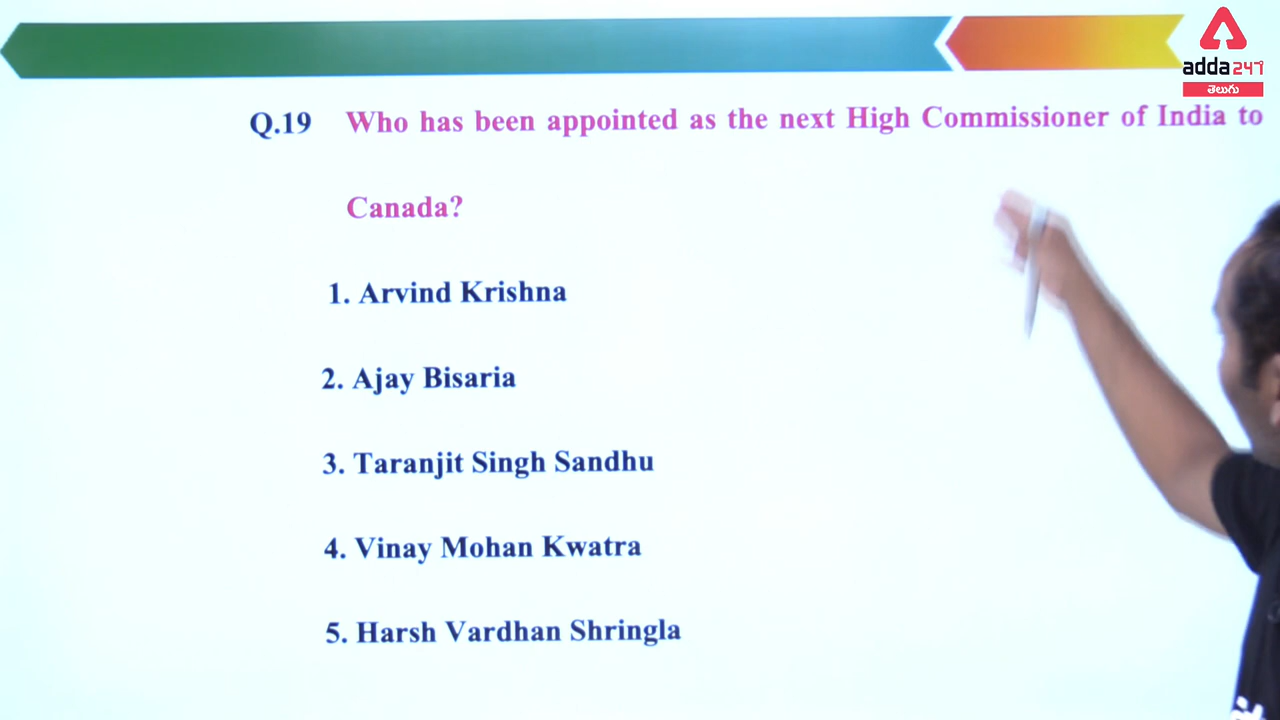 adda247
తెలుగు
Q.19 Who has been appointed as the next High Commissioner of India to
Canada?
1. Arvind Krishna
2. Ajay Bisaria
3. Taranjit Singh Sandhu
4. Vinay Mohan Kwatra
5. Harsh Vardhan Shringla